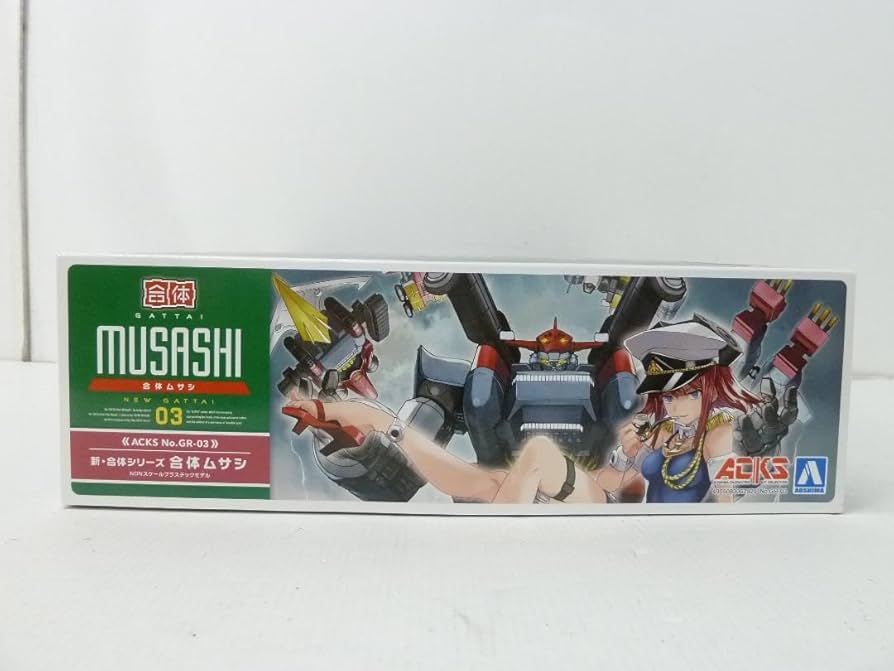 合体
GATTAI
MUSASHI
合体ムサシ
NEW GATTAI
03
《ACKS No.GR-03》
新・合体シリーズ 合体ムサシ
NONスケールプラスチックモデル
ACKS
AOSHIMA